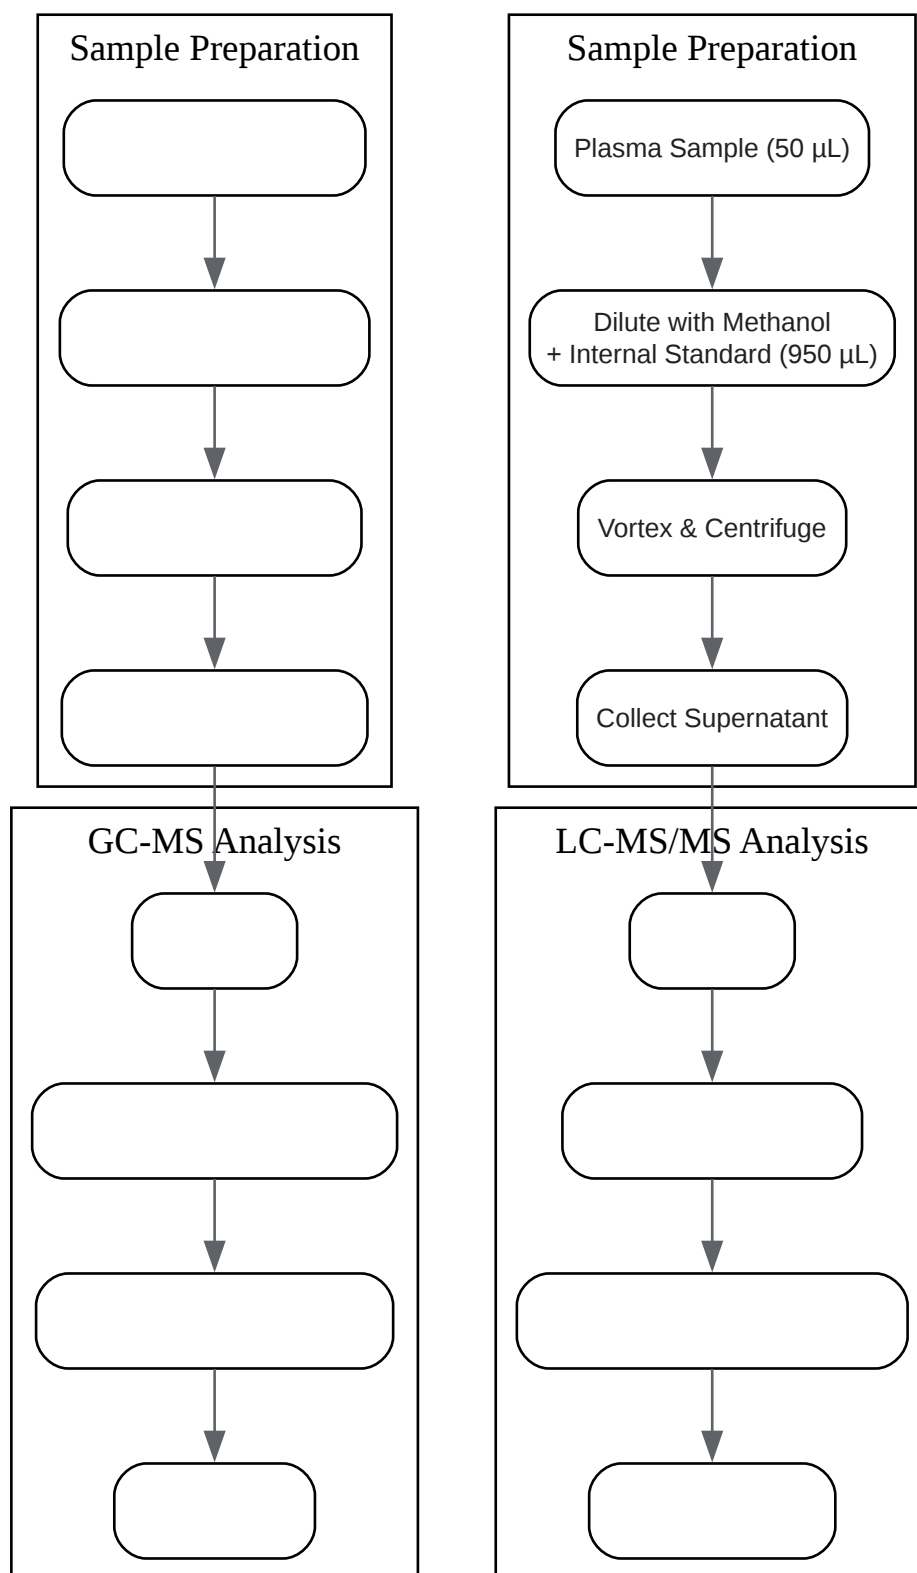 Sample Preparation
GC-MS Analysis
Sample Preparation
Plasma Sample (50 µL)
Dilute with Methanol
+ Internal Standard (950 µL)
Vortex & Centrifuge
Collect Supernatant
LC-MS/MS Analysis